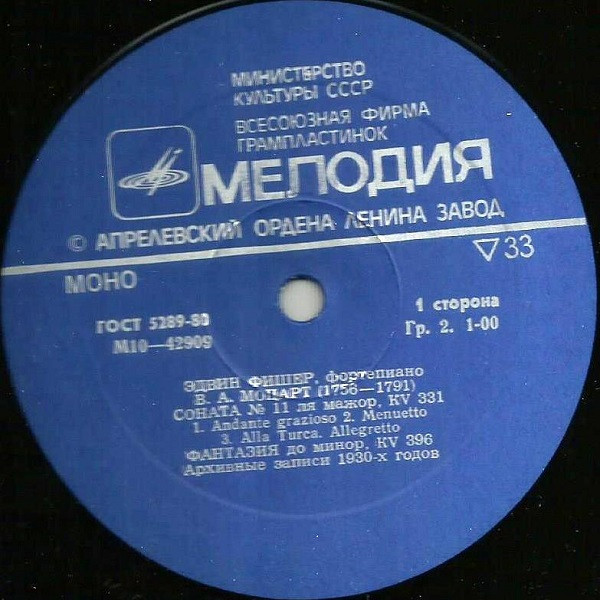 МИНИСТЕРСТВО
КУЛЬТУРЫ СССР
ВСЕСОЮЗНАЯ ФИРМА
ГРАМПЛАСТИНОК
МЕЛОДИЯ
© АПРЕЛЕВСКИЙ ОРДЕНА ЛЕНИНА ЗАВОД
МОНО
▽33
ГОСТ 5289-80
М10—42909
1 сторона
Гр. 2. 1-00
ЭДВИН ФИШЕР, фортепиано
В. А. МОЦАРТ (1756—1791)
СОНАТА № 11 ля мажор, KV 331
1. Andante grazioso 2. Menuetto
3. Alla Turca. Allegretto
ФАНТАЗИЯ до минор, KV 396
Архивные записи 1930-х годов